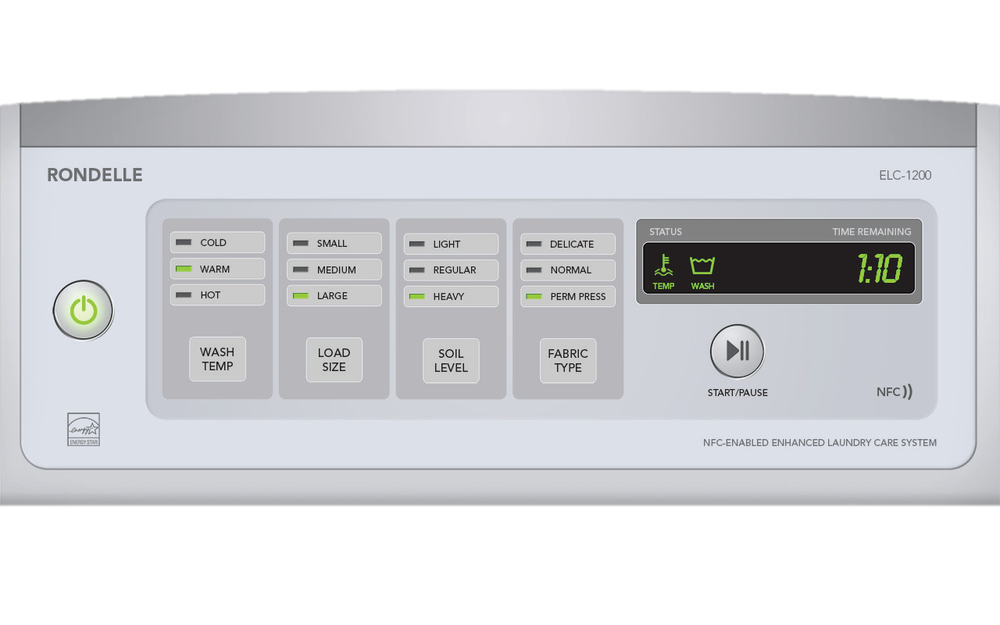 RONDELLE
ELC-1200
COLD
WARM
HOT
WASH
TEMP
SMALL
MEDIUM
LARGE
LOAD
SIZE
LIGHT
REGULAR
HEAVY
SOIL
LEVEL
DELICATE
NORMAL
PERM PRESS
FABRIC
TYPE
STATUS
TIME REMAINING
TEMP
WASH
1:10
START/PAUSE
NFC
energy
ENERGY STAR
NFC-ENABLED ENHANCED LAUNDRY CARE SYSTEM